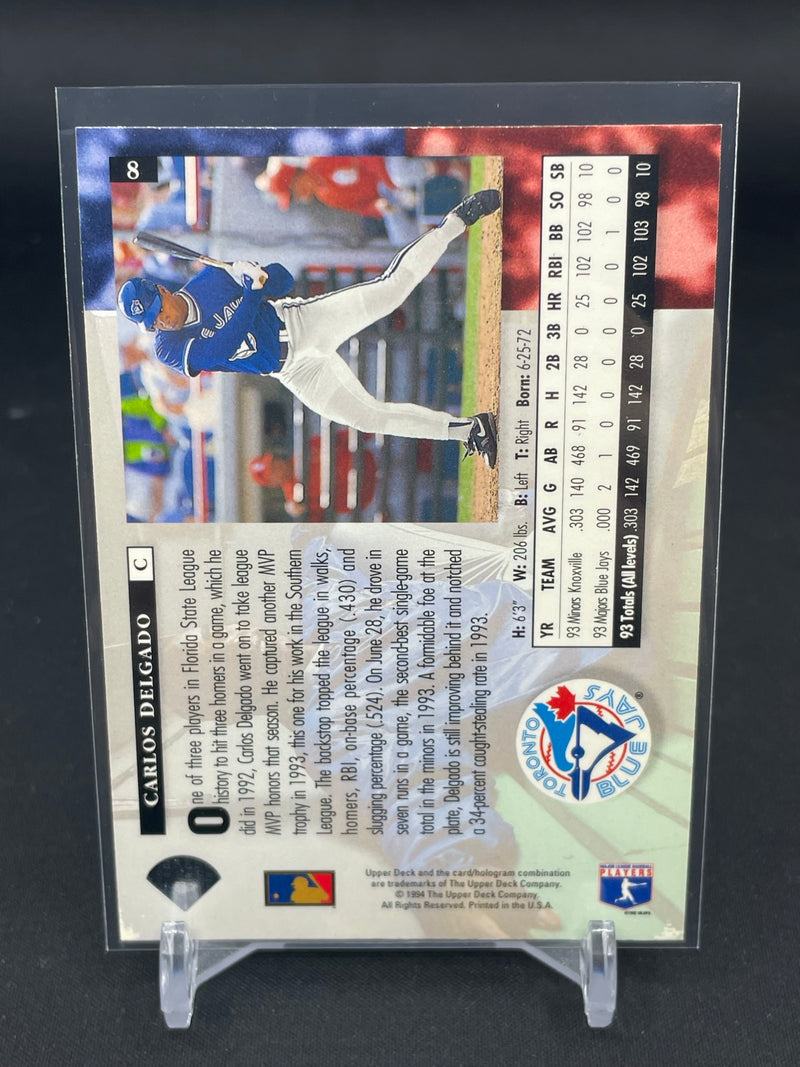 8
CARLOS DELGADO C
One of three players in Florida State League
history to hit three homers in a game, which he
did in 1992, Carlos Delgado went on to take league
MVP honors that season. He captured another MVP
trophy in 1993, this one for his work in the Southern
League. The backstop topped the league in walks,
homers, RBI, on-base percentage (.430) and
slugging percentage (.524). On June 28, he drove in
seven runs in a game, the second-best single-game
total in the minors in 1993. A formidable foe at the
plate, Delgado is still improving behind it and notched
a 34-percent caught-stealing rate in 1993.
H: 6'3" W: 206 lbs. B: Left T: Right Born: 6-25-72
YR TEAM AVG G AB R H 2B 3B HR RBI BB SO SB
93 Minors Knoxville .303 140 468 91 142 28 0 25 102 102 98 10
93 Majors Blue Jays .000 2 1 0 0 0 0 0 0 1 0 0
93 Totals (All levels) .303 142 469 91 142 28 0 25 102 103 98 10
TORONTO
BLUE JAYS
®
Upper Deck and the card/hologram combination
are trademarks of The Upper Deck Company.
© 1994 The Upper Deck Company.
All Rights Reserved. Printed in the U.S.A.
MAJOR LEAGUE BASEBALL
PLAYERS